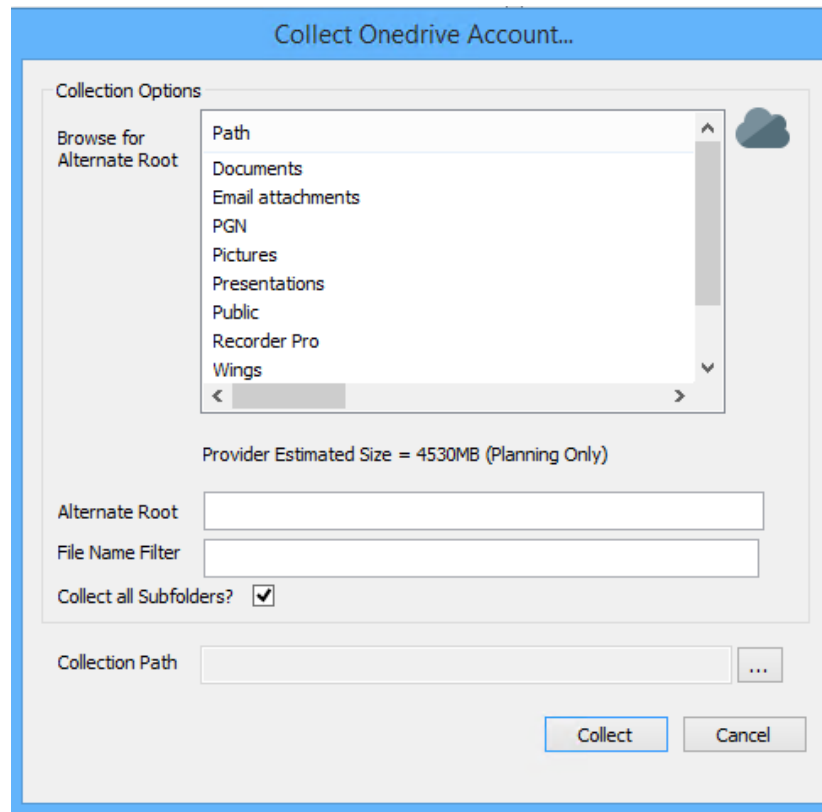 Collect Onedrive Account...
Collection Options
Browse for
Alternate Root
Path
Documents
Email attachments
PGN
Pictures
Presentations
Public
Recorder Pro
Wings
Provider Estimated Size = 4530MB (Planning Only)
Alternate Root
File Name Filter
Collect all Subfolders?
Collection Path
...
Collect
Cancel